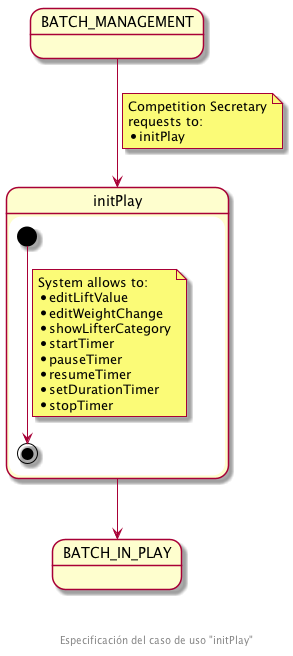 BATCH_MANAGEMENT
Competition Secretary
requests to:
• initPlay
initPlay
System allows to:
• editLiftValue
• editWeightChange
• showLifterCategory
• startTimer
• pauseTimer
• resumeTimer
• setDurationTimer
• stopTimer
BATCH_IN_PLAY
Especificación del caso de uso "initPlay"